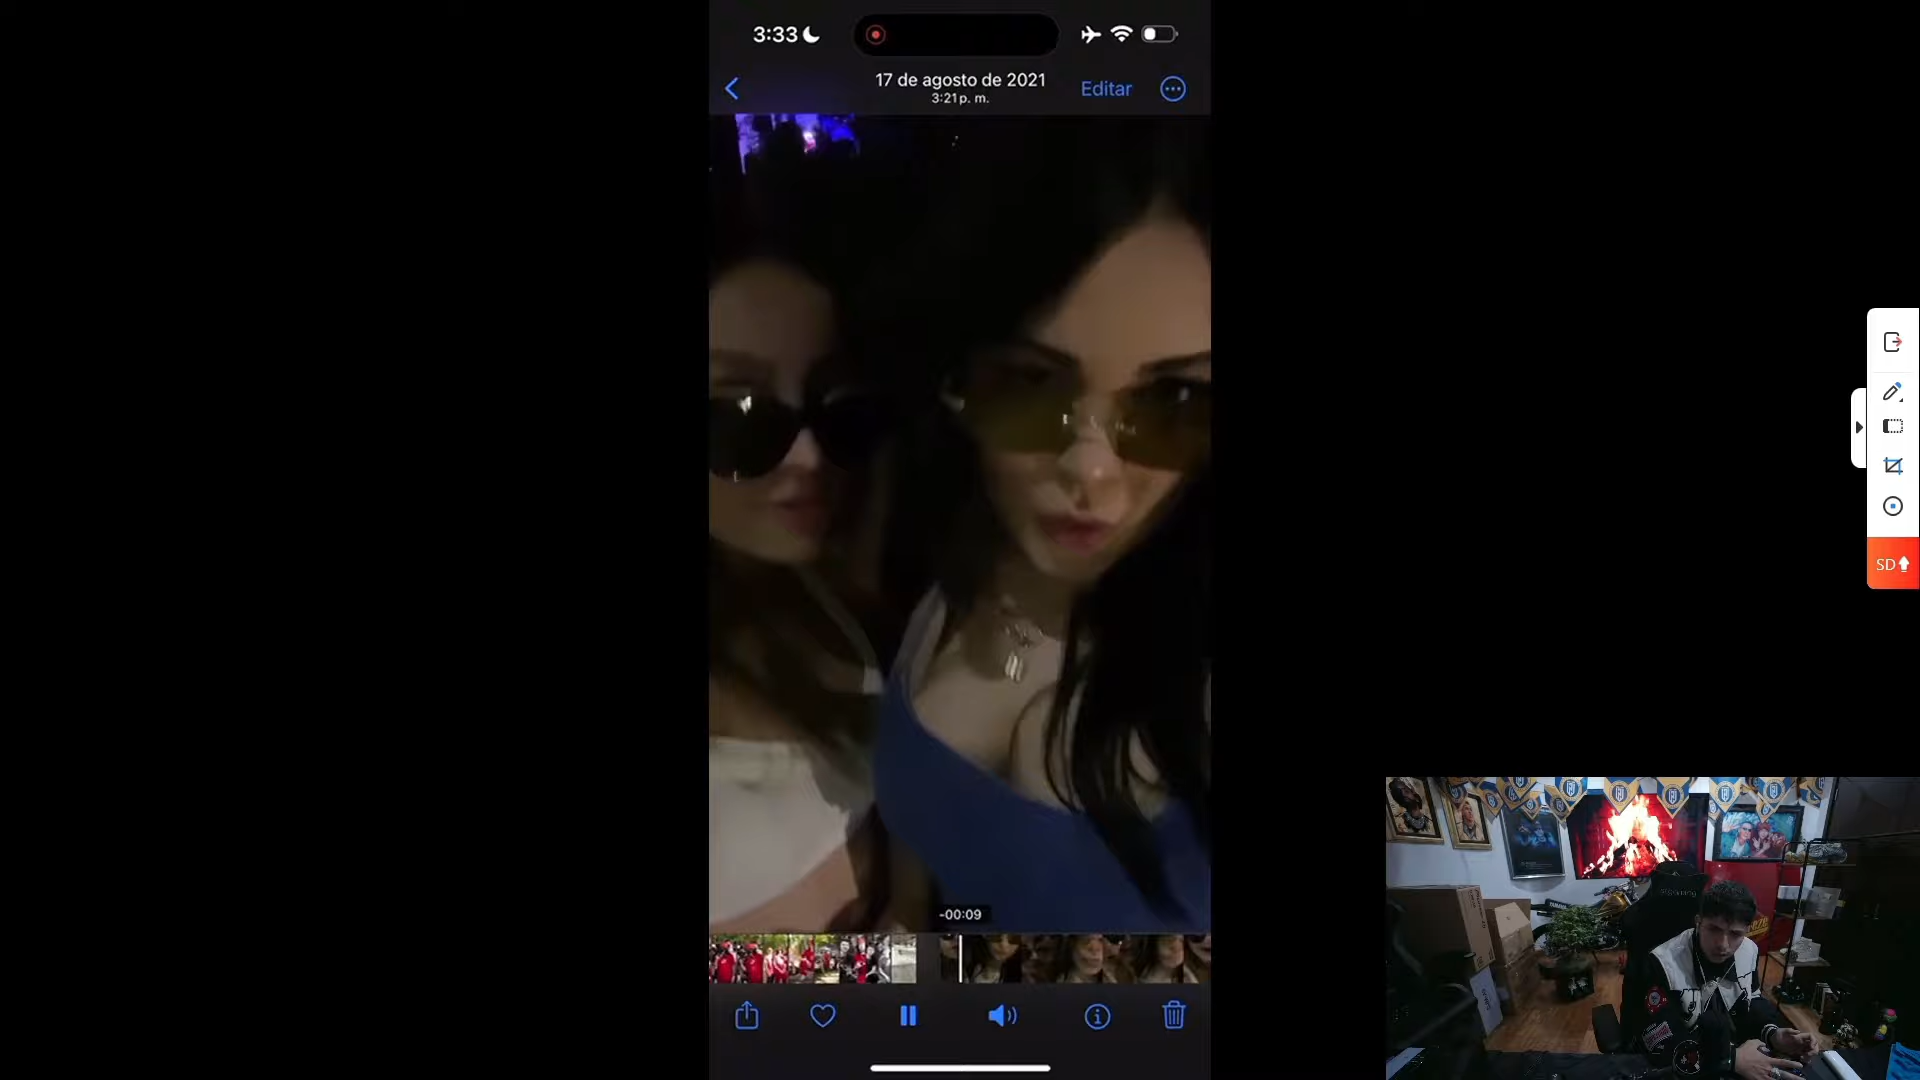 3:33
17 de agosto de 2021
Editar
3:21 p. m.
-00:09
SD